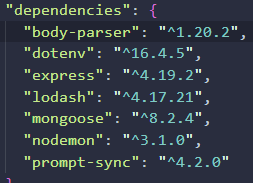 "dependencies": {
"body-parser": "^1.20.2",
"dotenv": "^16.4.5",
"express": "^4.19.2",
"lodash": "^4.17.21",
"mongoose": "^8.2.4",
"nodemon": "^3.1.0",
"prompt-sync": "^4.2.0"
}